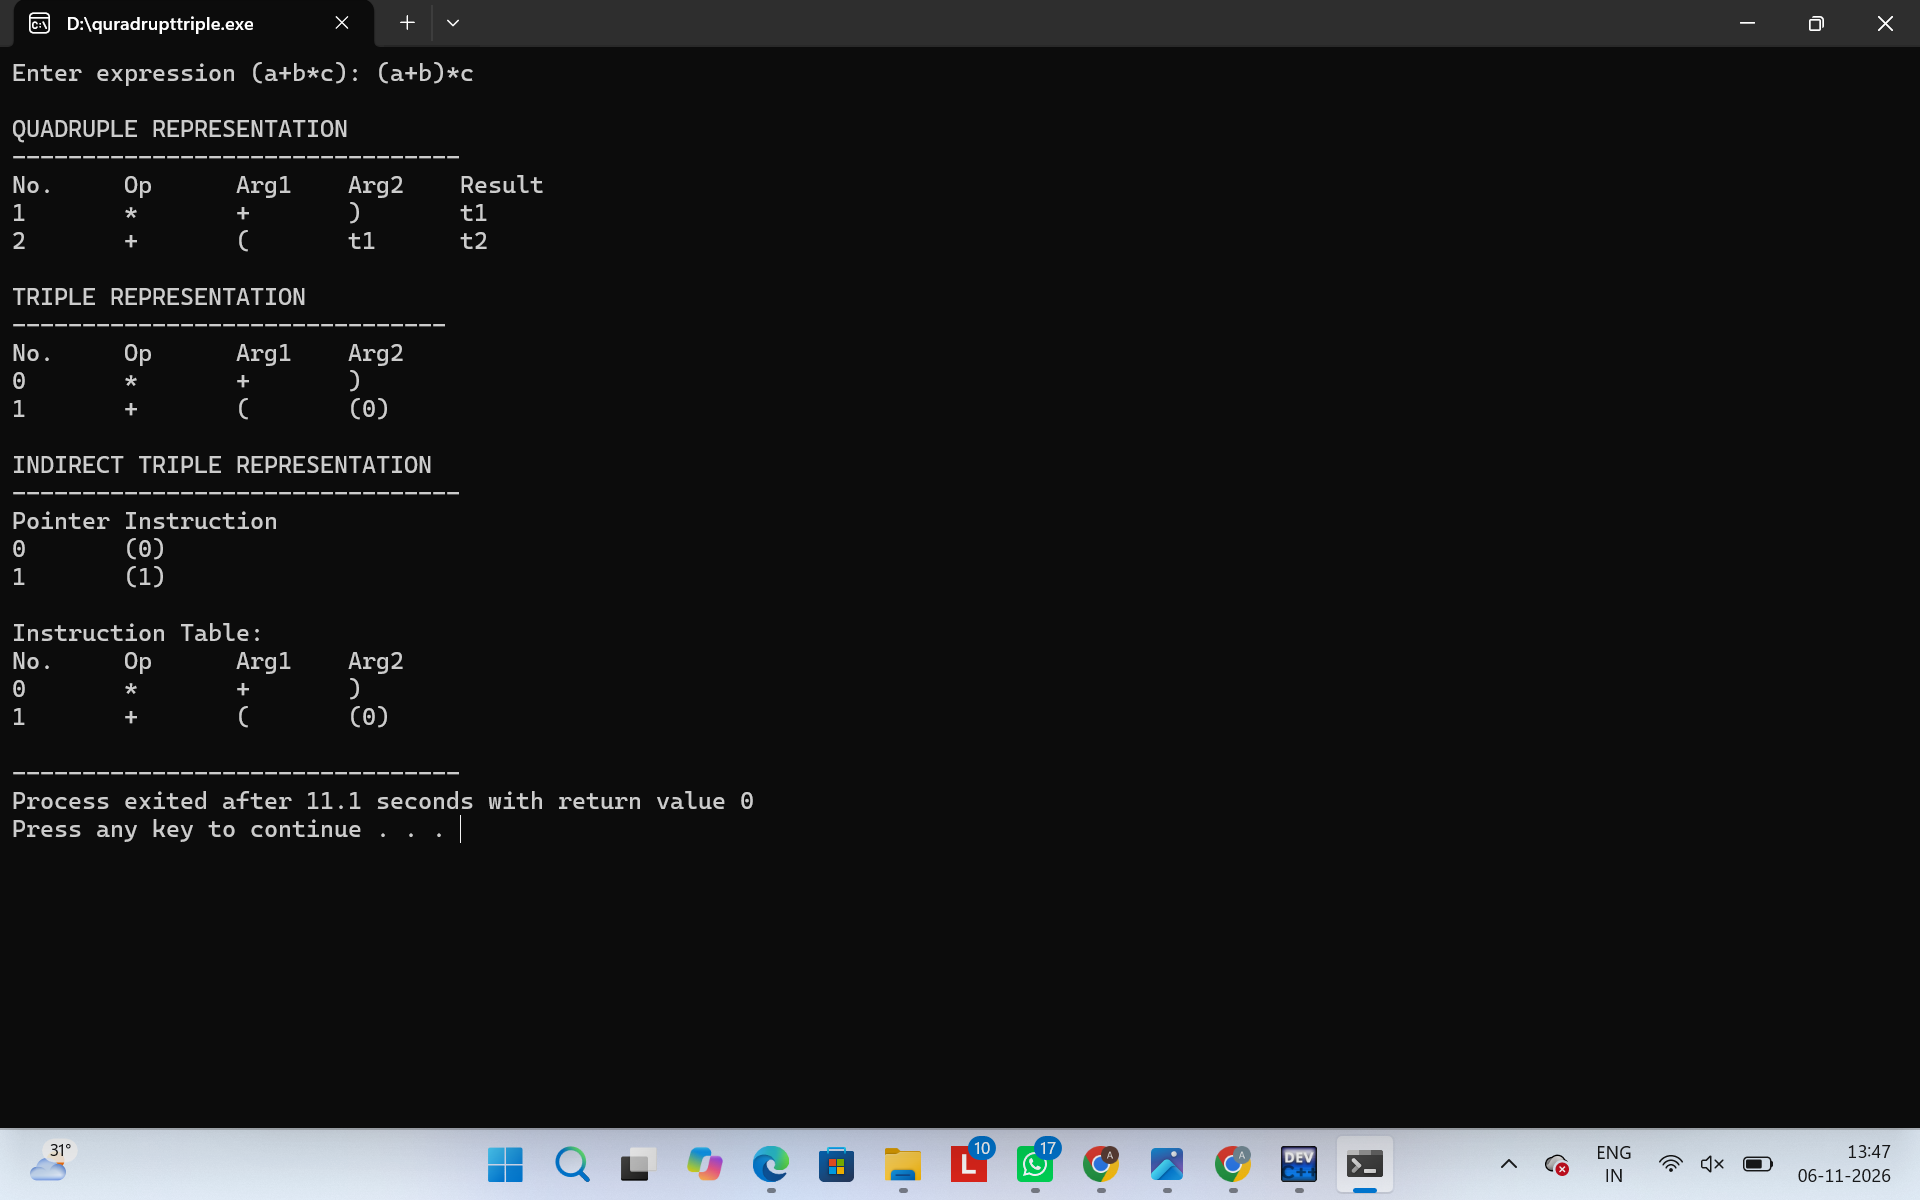 D:\quradrupttriple.exe
Enter expression (a+b*c): (a+b)*c
QUADRUPLE REPRESENTATION
--------------------------------
No. Op Arg1 Arg2 Result
1 * + ) t1
2 + ( t1 t2
TRIPLE REPRESENTATION
-------------------------------
No. Op Arg1 Arg2
0 * + )
1 + ( (0)
INDIRECT TRIPLE REPRESENTATION
--------------------------------
Pointer Instruction
0 (0)
1 (1)
Instruction Table:
No. Op Arg1 Arg2
0 * + )
1 + ( (0)
--------------------------------
Process exited after 11.1 seconds with return value 0
Press any key to continue . . .
31°
L
10
17
A
A
DEV
C++
ENG
IN
13:47
06-11-2026